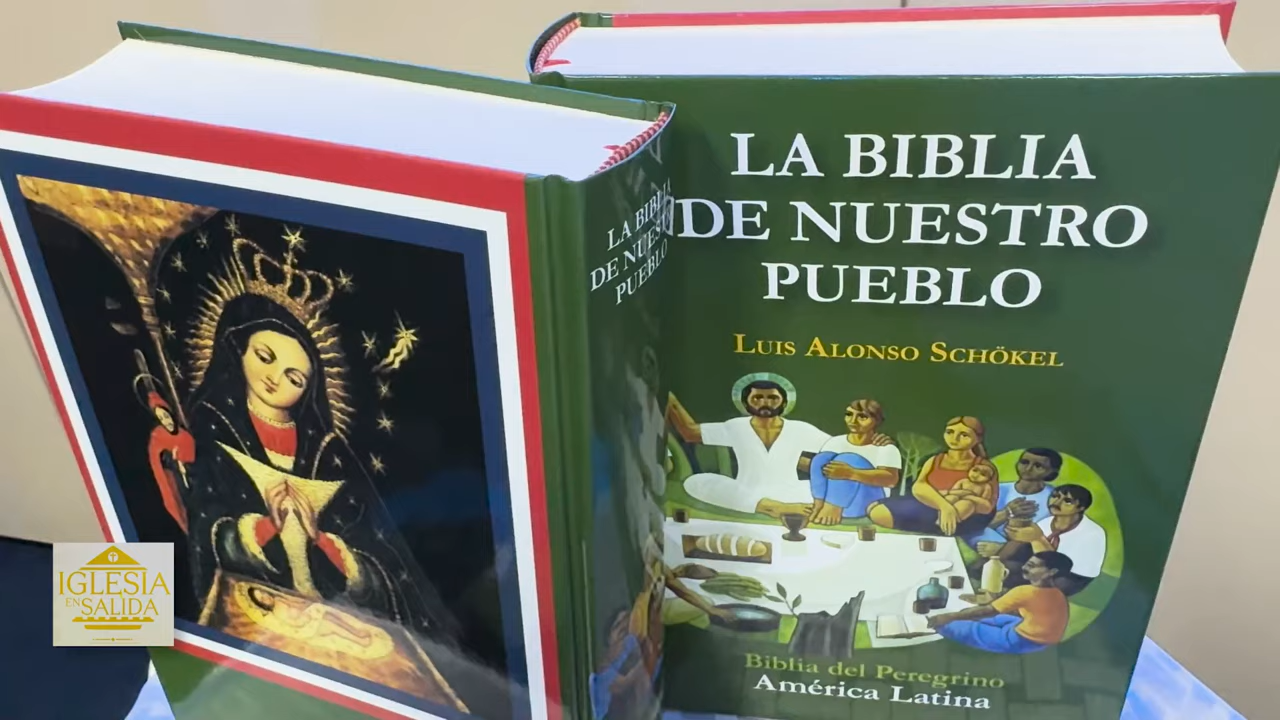 LA BIBLIA
DE NUESTRO
PUEBLO
LUIS ALONSO SCHÖKEL
Biblia del Peregrino
América Latina
LA BIBLIA
DE NUESTRO
PUEBLO
IGLESIA
EN SALIDA